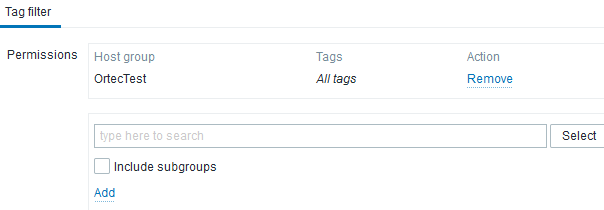 Tag filter
Permissions
Host group Tags Action
OrtecTest All tags Remove
type here to search Select
Include subgroups
Add